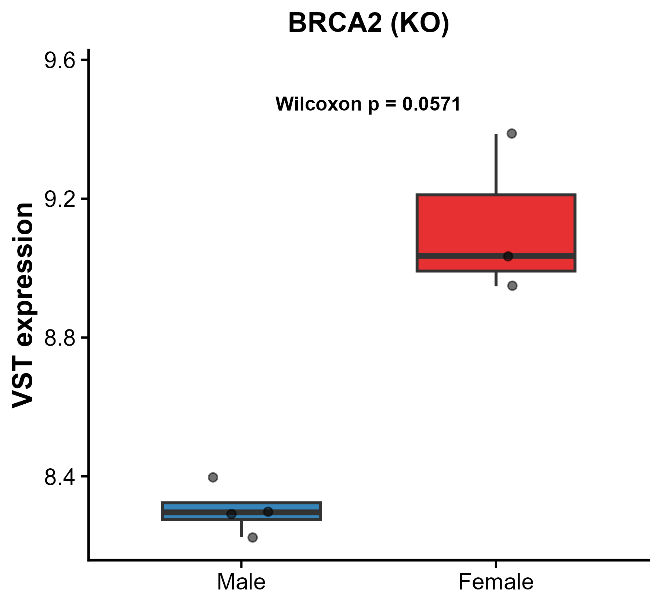 BRCA2 (KO)
9.6
Wilcoxon p = 0.0571
9.2
VST expression
8.8
8.4
Male
Female